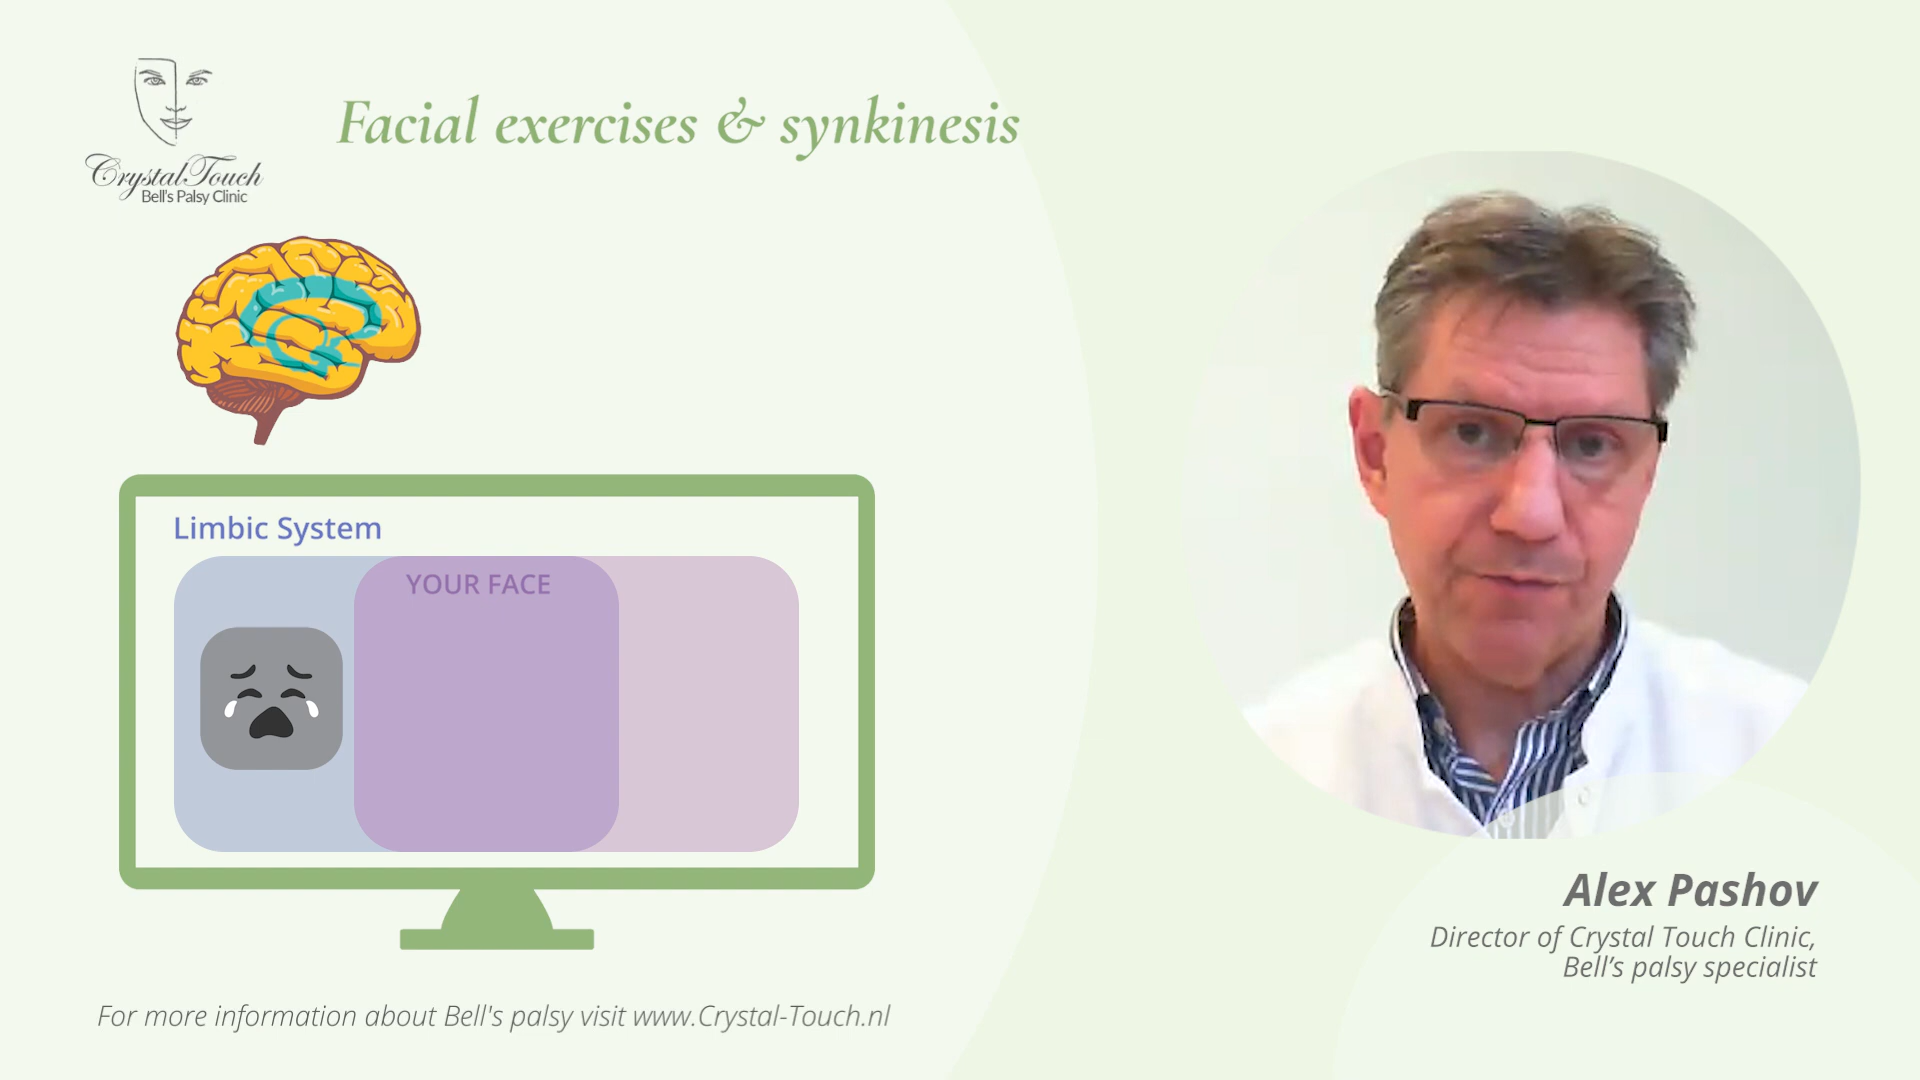 Facial exercises & synkinesis
Crystal Touch
Bell's Palsy Clinic
Limbic System
YOUR FACE
Alex Pashov
Director of Crystal Touch Clinic,
Bell’s palsy specialist
For more information about Bell's palsy visit www.Crystal-Touch.nl